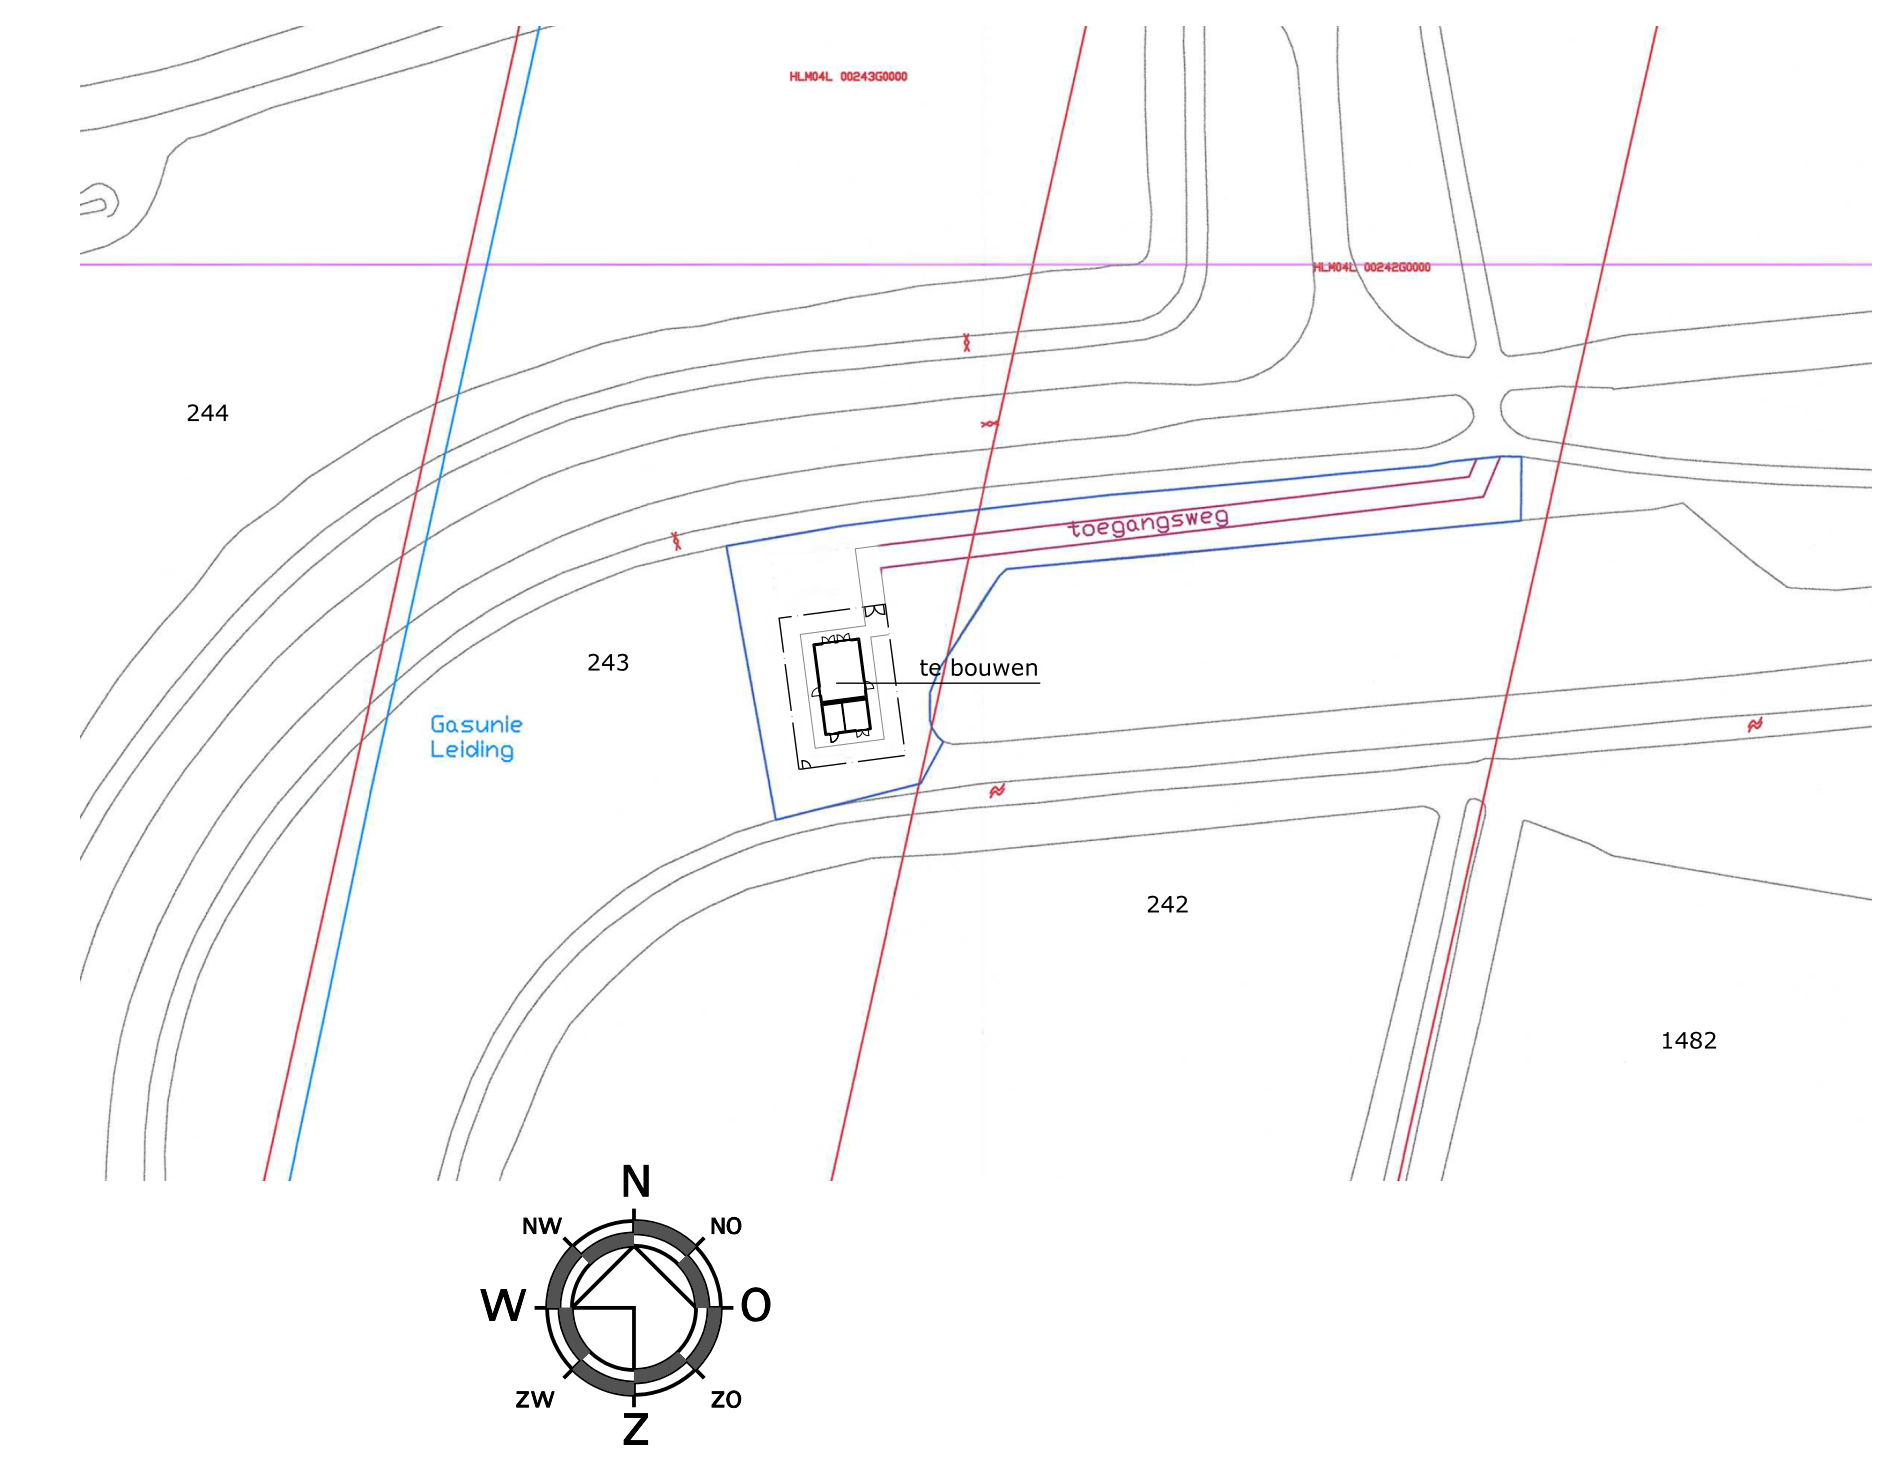 HLM04L 00243G0000
HLM04L 00242G0000
244
toegangsweg
243
te bouwen
Gasunie
Leiding
242
1482
N
NW
NO
W
O
ZW
ZO
Z